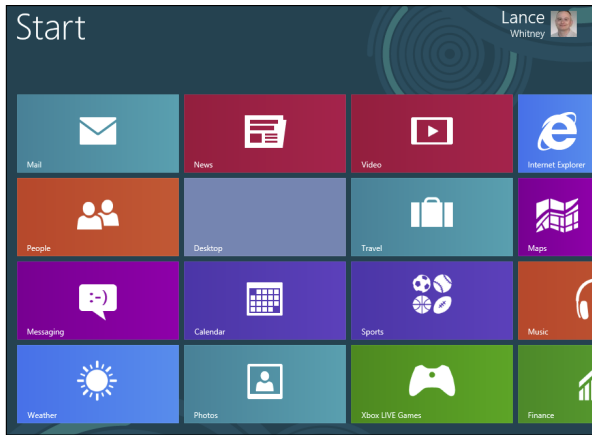 Start
Lance
Whitney
Mail
News
Video
Internet Explorer
People
Desktop
Travel
Maps
:-)
Messaging
Calendar
Sports
Music
Weather
Photos
Xbox LIVE Games
Finance